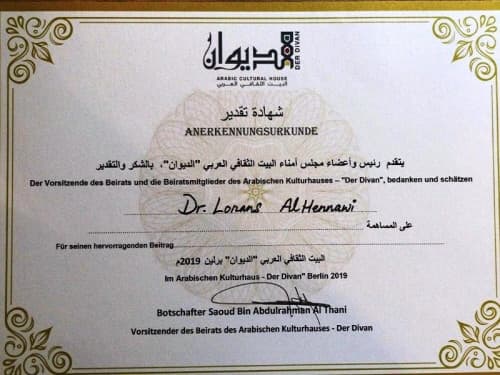 الديوان
DER DIVAN
ARABIC CULTURAL HOUSE
البيت الثقافي العربي
شهادة تقدير
ANERKENNUNGSURKUNDE
يتقدم رئيس وأعضاء مجلس أمناء البيت الثقافي العربي "الديوان"، بالشكر والتقدير
Der Vorsitzende des Beirats und die Beiratsmitglieder des Arabischen Kulturhauses – "Der Divan", bedanken und schätzen
Dr. Lorans AlHennawi
على المساهمة
Für seinen hervorragenden Beitrag
البيت الثقافي العربي "الديوان" برلين 2019م
Im Arabischen Kulturhaus - Der Divan" Berlin 2019
Botschafter Saoud Bin Abdulrahman Al Thani
Vorsitzender des Beirats des Arabischen Kulturhauses - Der Divan